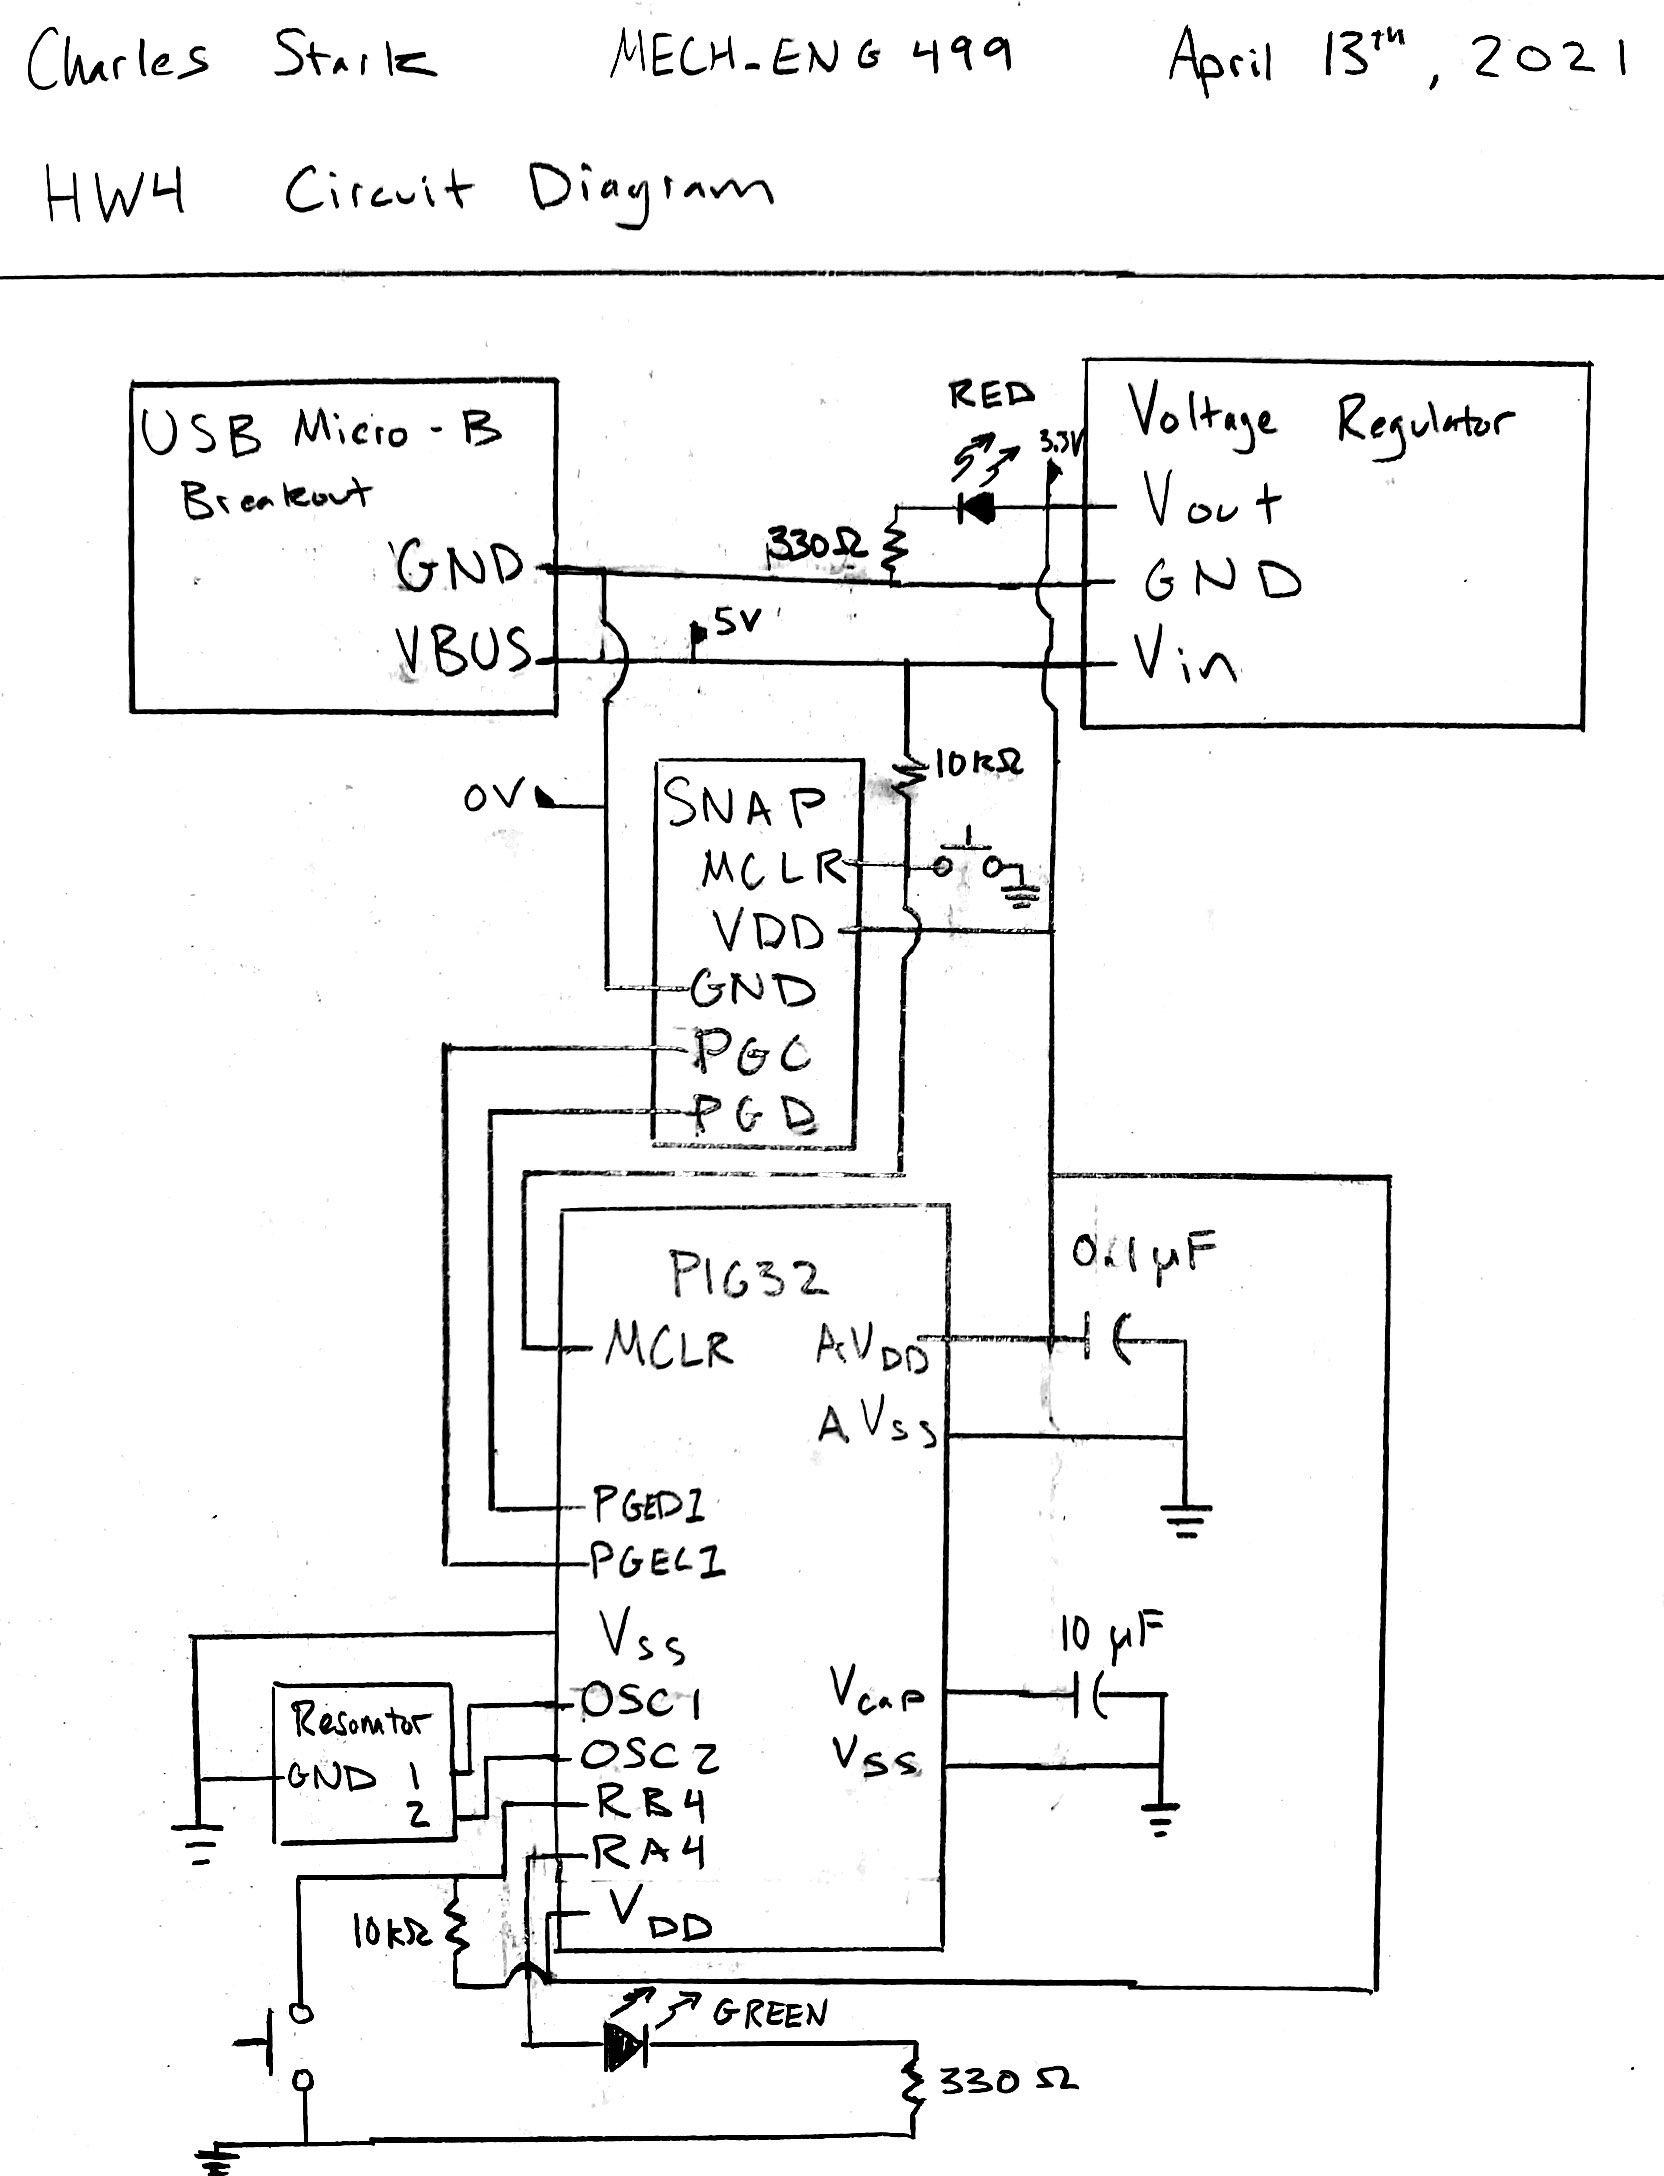 Charles Stark MECH-ENG 499 April 13th, 2021
HW4 Circuit Diagram
USB Micro-B
Breakout
GND
VBUS
RED
3.3V
330Ω
5V
Voltage Regulator
Vout
GND
Vin
10kΩ
0V
SNAP
MCLR
VDD
GND
PGC
PGD
PIC32
MCLR
AVDD
AVSS
0.1µF
PGED1
PGEC1
VSS
OSC1
OSC2
RB4
RA4
VDD
Vcap
VSS
10 µF
Resonator
GND 1
2
10kΩ
GREEN
330 Ω